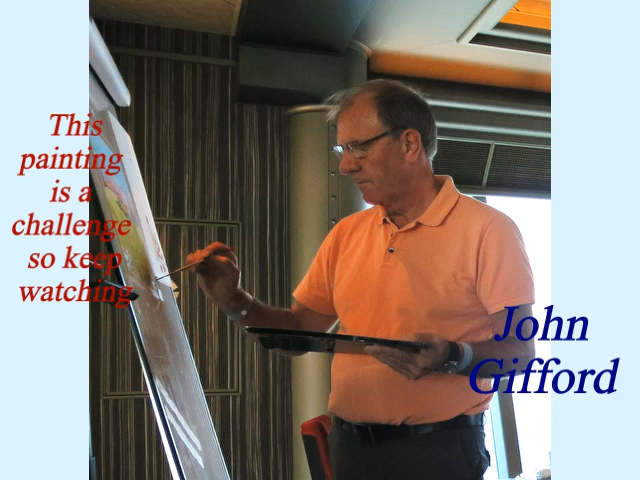 This
painting
is a
challenge
so keep
watching
John
Gifford